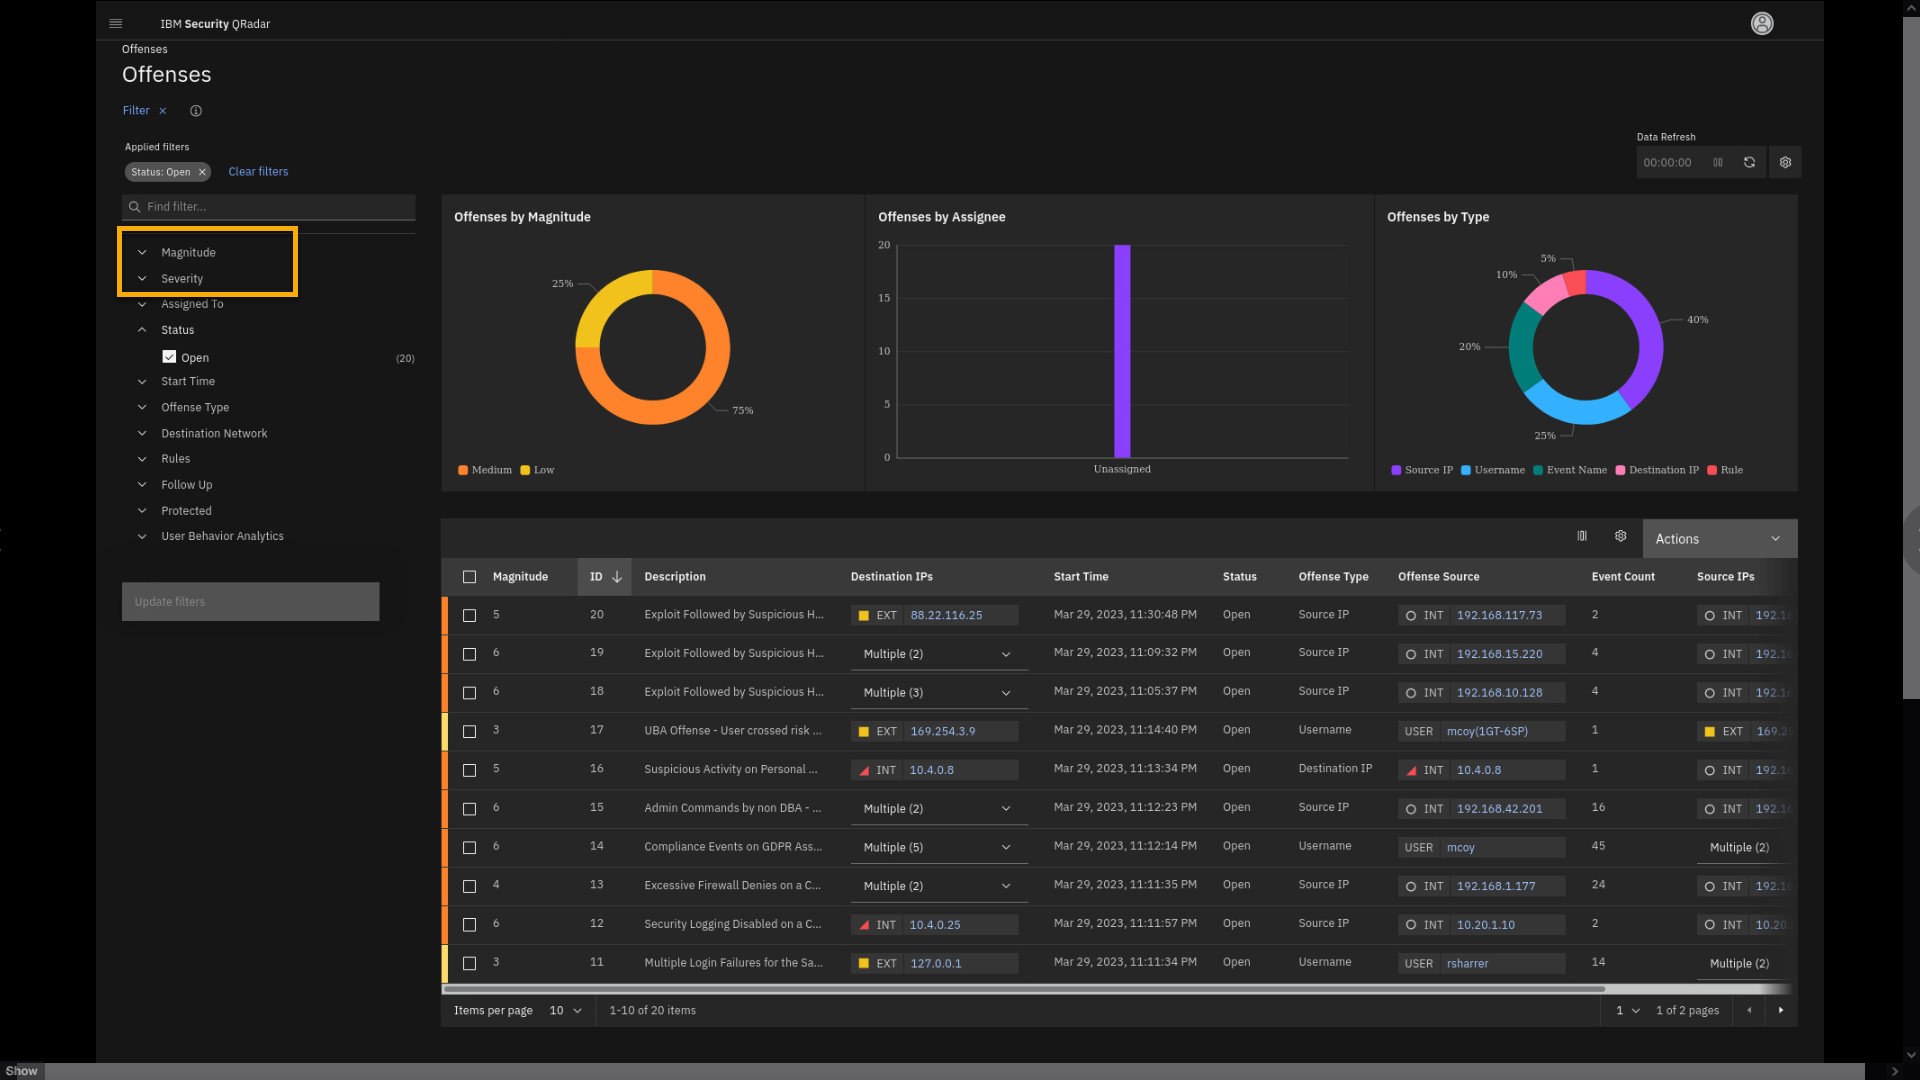 IBM Security QRadar
Offenses
Offenses
Filter
Applied filters
Status: Open
Clear filters
Data Refresh
00:00:00
Find filter...
Magnitude
Severity
Assigned To
Status
Open (20)
Start Time
Offense Type
Destination Network
Rules
Follow Up
Protected
User Behavior Analytics
Update filters
Offenses by Magnitude
25%
75%
Medium Low
Offenses by Assignee
20
15
10
5
0
Unassigned
Offenses by Type
5%
10%
40%
20%
25%
Source IP Username Event Name Destination IP Rule
Actions
Magnitude ID Description Destination IPs Start Time Status Offense Type Offense Source Event Count Source IPs
5 20 Exploit Followed by Suspicious H... EXT 88.22.116.25 Mar 29, 2023, 11:30:48 PM Open Source IP INT 192.168.117.73 2 INT 192.16
6 19 Exploit Followed by Suspicious H... Multiple (2) Mar 29, 2023, 11:09:32 PM Open Source IP INT 192.168.15.220 4 INT 192.16
6 18 Exploit Followed by Suspicious H... Multiple (3) Mar 29, 2023, 11:05:37 PM Open Source IP INT 192.168.10.128 4 INT 192.16
3 17 UBA Offense - User crossed risk ... EXT 169.254.3.9 Mar 29, 2023, 11:14:40 PM Open Username USER mcoy(1GT-6SP) 1 EXT 169.2
5 16 Suspicious Activity on Personal ... INT 10.4.0.8 Mar 29, 2023, 11:13:34 PM Open Destination IP INT 10.4.0.8 1 INT 192.16
6 15 Admin Commands by non DBA - ... Multiple (2) Mar 29, 2023, 11:12:23 PM Open Source IP INT 192.168.42.201 16 INT 192.16
6 14 Compliance Events on GDPR Ass... Multiple (5) Mar 29, 2023, 11:12:14 PM Open Username USER mcoy 45 Multiple (2)
4 13 Excessive Firewall Denies on a C... Multiple (2) Mar 29, 2023, 11:11:35 PM Open Source IP INT 192.168.1.177 24 INT 192.16
6 12 Security Logging Disabled on a C... INT 10.4.0.25 Mar 29, 2023, 11:11:57 PM Open Source IP INT 10.20.1.10 2 INT 10.20.
3 11 Multiple Login Failures for the Sa... EXT 127.0.0.1 Mar 29, 2023, 11:11:34 PM Open Username USER rsharrer 14 Multiple (2)
Items per page 10 1-10 of 20 items 1 1 of 2 pages
Show